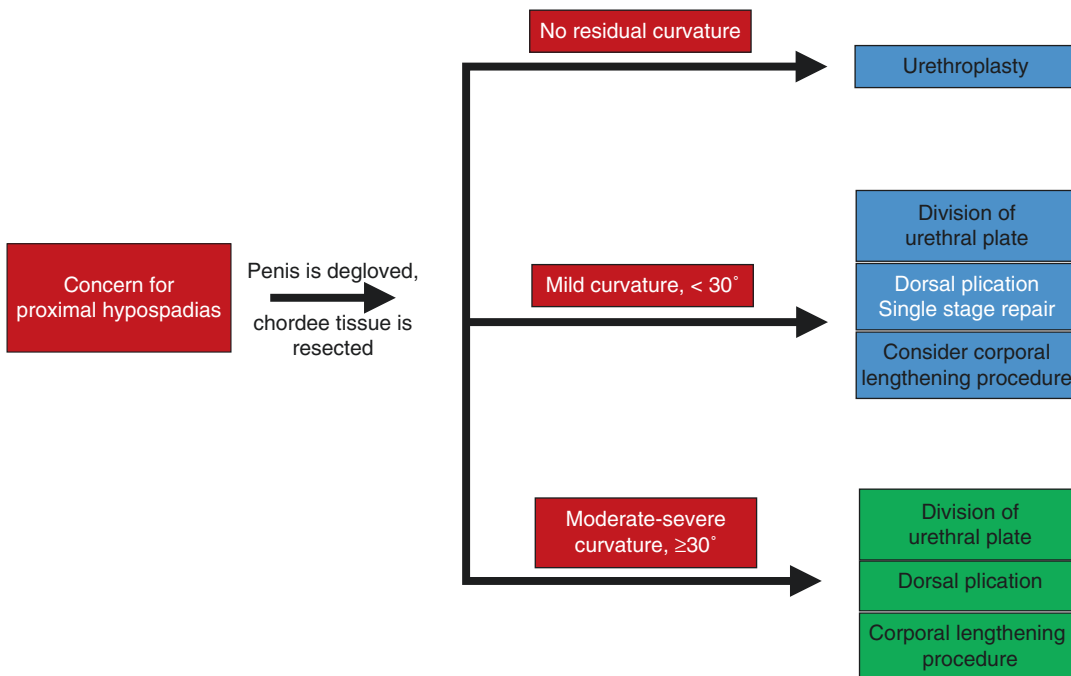 Concern for
proximal hypospadias
Penis is degloved,
chordee tissue is
resected
No residual curvature
Urethroplasty
Mild curvature, < 30°
Division of
urethral plate
Dorsal plication
Single stage repair
Consider corporal
lengthening procedure
Moderate-severe
curvature, ≥30°
Division of
urethral plate
Dorsal plication
Corporal lengthening
procedure